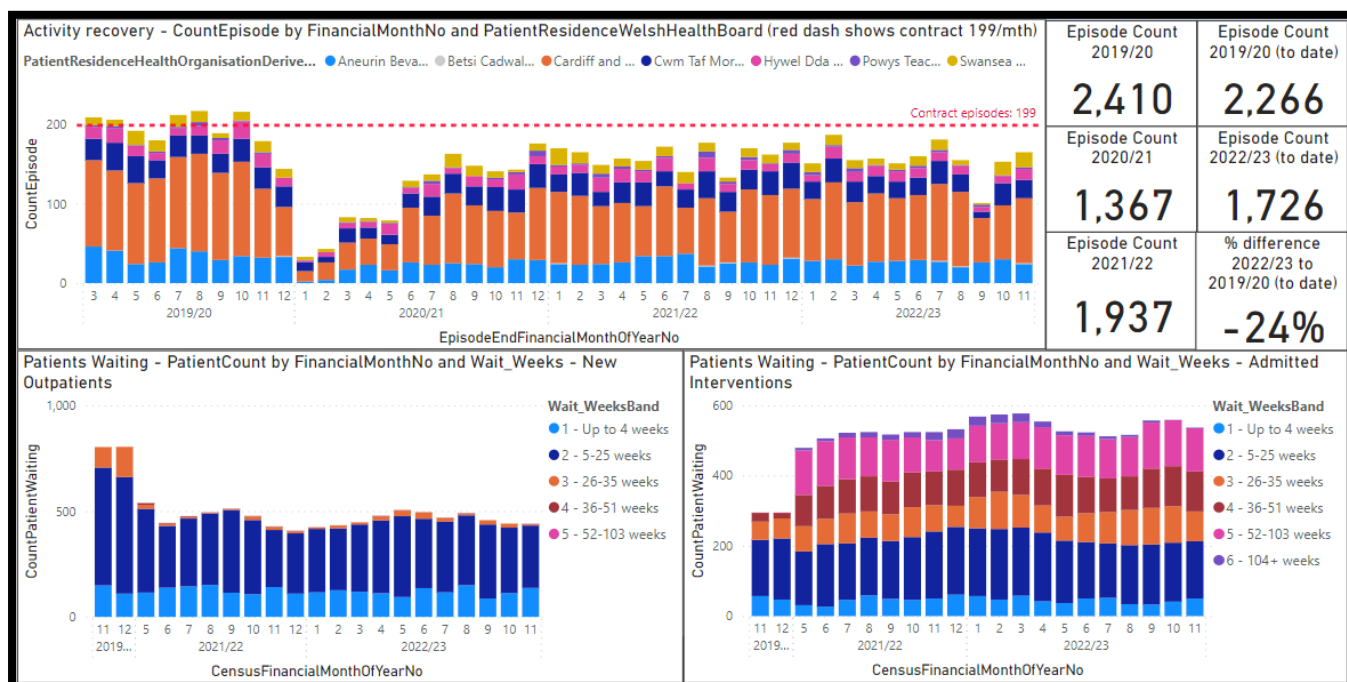 Activity recovery - CountEpisode by FinancialMonthNo and PatientResidenceWelshHealthBoard (red dash shows contract 199/mth)
PatientResidenceHealthOrganisationDerive... Aneurin Beva... Betsi Cadwal... Cardiff and ... Cwm Taf Mor... Hywel Dda ... Powys Teac... Swansea ...
Contract episodes: 199
CountEpisode
200
100
0
3 4 5 6 7 8 9 10 11 12 1 2 3 4 5 6 7 8 9 10 11 12 1 2 3 4 5 6 7 8 9 10 11 12 1 2 3 4 5 6 7 8 9 10 11
2019/20 2020/21 2021/22 2022/23
EpisodeEndFinancialMonthOfYearNo
Episode Count
2019/20
2,410
Episode Count
2019/20 (to date)
2,266
Episode Count
2020/21
1,367
Episode Count
2022/23 (to date)
1,726
Episode Count
2021/22
1,937
% difference
2022/23 to
2019/20 (to date)
-24%
Patients Waiting - PatientCount by FinancialMonthNo and Wait_Weeks - New
Outpatients
CountPatientWaiting
1,000
500
0
11 12 5 6 7 8 9 10 11 12 1 2 3 4 5 6 7 8 9 10 11
2019... 2021/22 2022/23
CensusFinancialMonthOfYearNo
Wait_WeeksBand
1 - Up to 4 weeks
2 - 5-25 weeks
3 - 26-35 weeks
4 - 36-51 weeks
5 - 52-103 weeks
Patients Waiting - PatientCount by FinancialMonthNo and Wait_Weeks - Admitted
Interventions
CountPatientWaiting
600
400
200
0
11 12 5 6 7 8 9 10 11 12 1 2 3 4 5 6 7 8 9 10 11
2019... 2021/22 2022/23
CensusFinancialMonthOfYearNo
Wait_WeeksBand
1 - Up to 4 weeks
2 - 5-25 weeks
3 - 26-35 weeks
4 - 36-51 weeks
5 - 52-103 weeks
6 - 104+ weeks